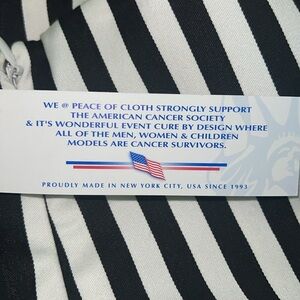 WE @ PEACE OF CLOTH STRONGLY SUPPORT
THE AMERICAN CANCER SOCIETY
& IT'S WONDERFUL EVENT CURE BY DESIGN WHERE
ALL OF THE MEN, WOMEN & CHILDREN
MODELS ARE CANCER SURVIVORS.
PROUDLY MADE IN NEW YORK CITY, USA SINCE 1993